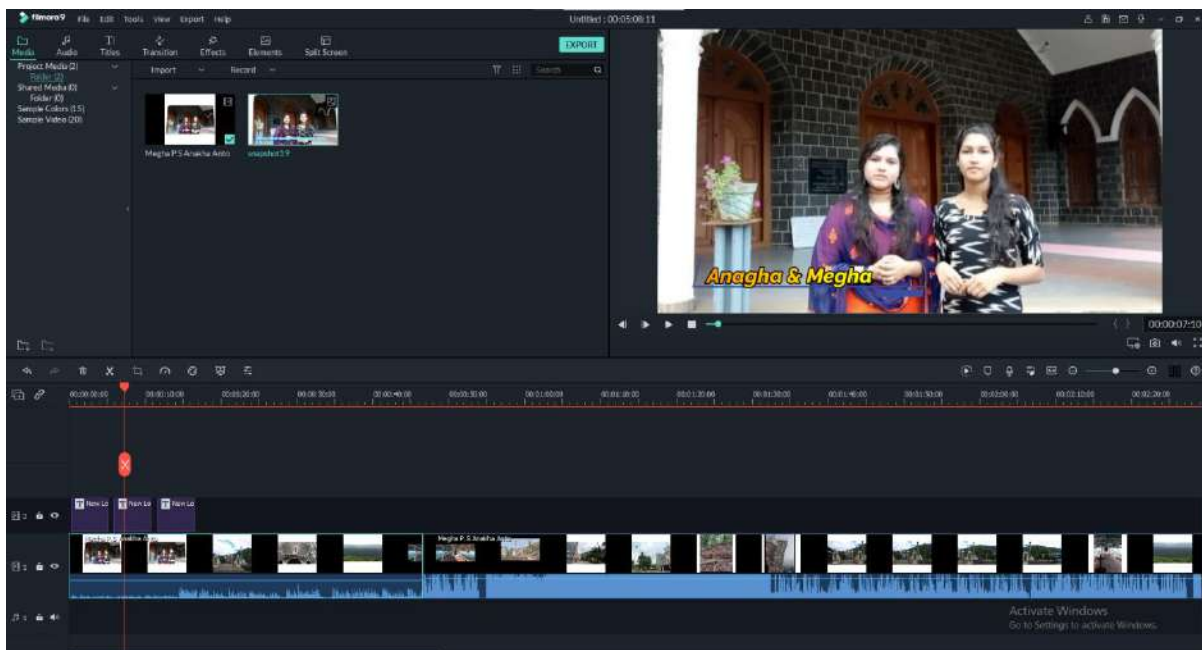 filmora9 File Edit Tools View Export Help Untitled : 00:05:08:11
Media Audio Titles Transition Effects Elements Split Screen EXPORT
Project Media (2) Import Record Search
Folder (2)
Shared Media (0)
Folder (0)
Sample Colors (15)
Sample Video (20)
Megha P S Anakha Anto snapshot19
Anagha & Megha
00:00:07:10
00:00:00:00 00:00:10:00 00:00:20:00 00:00:30:00 00:00:40:00 00:00:50:00 00:01:00:00 00:01:10:00 00:01:20:00 00:01:30:00 00:01:40:00 00:01:50:00 00:02:00:00 00:02:10:00 00:02:20:00
New Lo New Lo New Lo
Megha P S Anakha Anto Megha P S Anakha Anto
Activate Windows
Go to Settings to activate Windows.